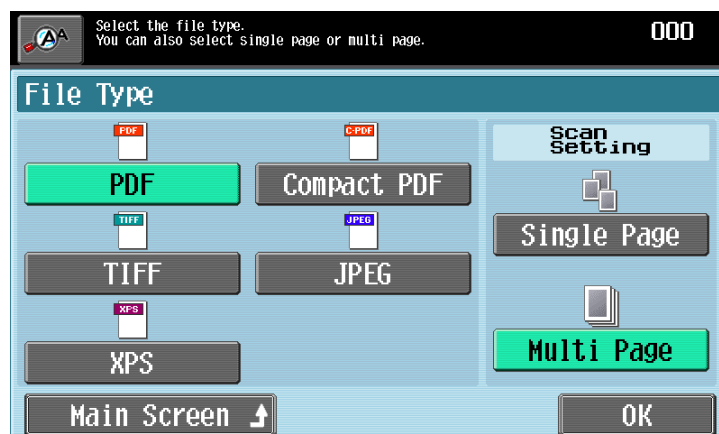 Select the file type.
You can also select single page or multi page.
000
File Type
PDF
PDF
C-PDF
Compact PDF
TIFF
TIFF
JPEG
JPEG
XPS
XPS
Scan
Setting
Single Page
Multi Page
Main Screen
OK
AA